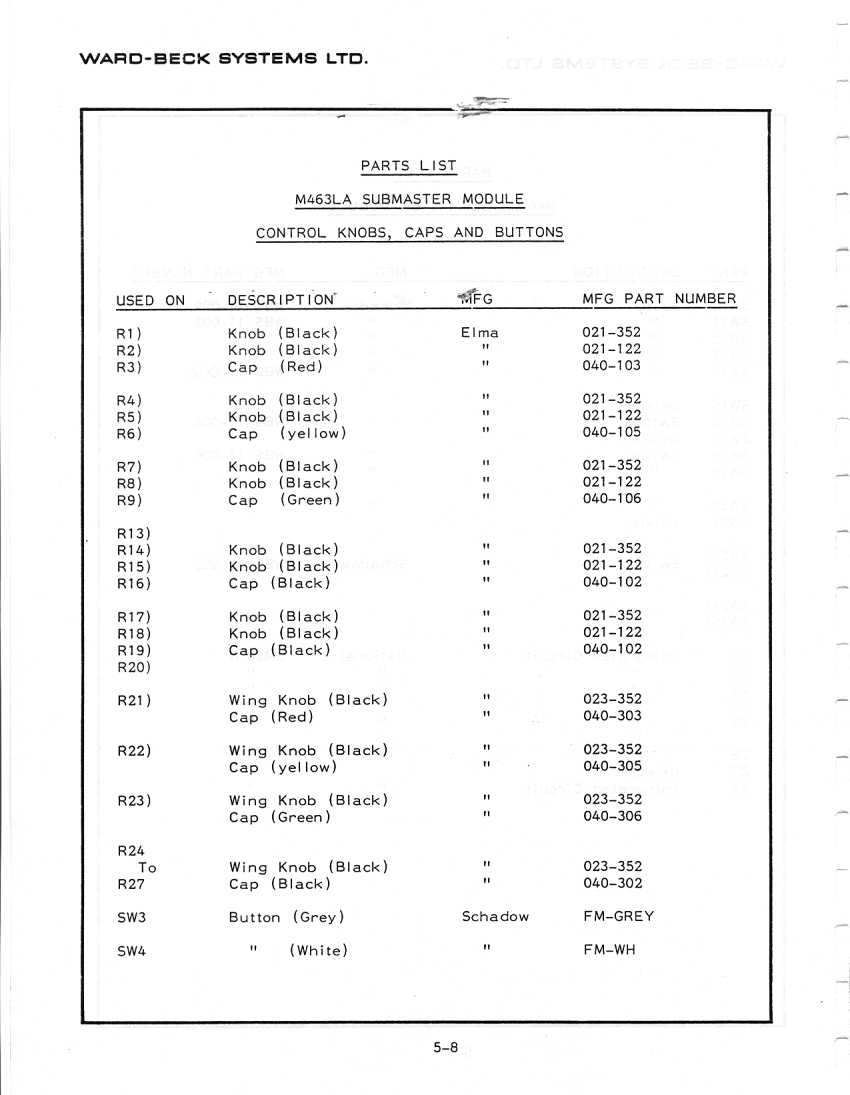 WARD-BECK SYSTEMS LTD.
PARTS LIST
M463LA SUBMASTER MODULE
CONTROL KNOBS, CAPS AND BUTTONS
USED ON DESCRIPTION MFG MFG PART NUMBER
R1) Knob (Black) Elma 021-352
R2) Knob (Black) " 021-122
R3) Cap (Red) " 040-103
R4) Knob (Black) " 021-352
R5) Knob (Black) " 021-122
R6) Cap (yellow) " 040-105
R7) Knob (Black) " 021-352
R8) Knob (Black) " 021-122
R9) Cap (Green) " 040-106
R13)
R14) Knob (Black) " 021-352
R15) Knob (Black) " 021-122
R16) Cap (Black) " 040-102
R17) Knob (Black) " 021-352
R18) Knob (Black) " 021-122
R19) Cap (Black) " 040-102
R20)
R21) Wing Knob (Black) " 023-352
Cap (Red) " 040-303
R22) Wing Knob (Black) " 023-352
Cap (yellow) " 040-305
R23) Wing Knob (Black) " 023-352
Cap (Green) " 040-306
R24
To Wing Knob (Black) " 023-352
R27 Cap (Black) " 040-302
SW3 Button (Grey) Schadow FM-GREY
SW4 " (White) " FM-WH
5-8